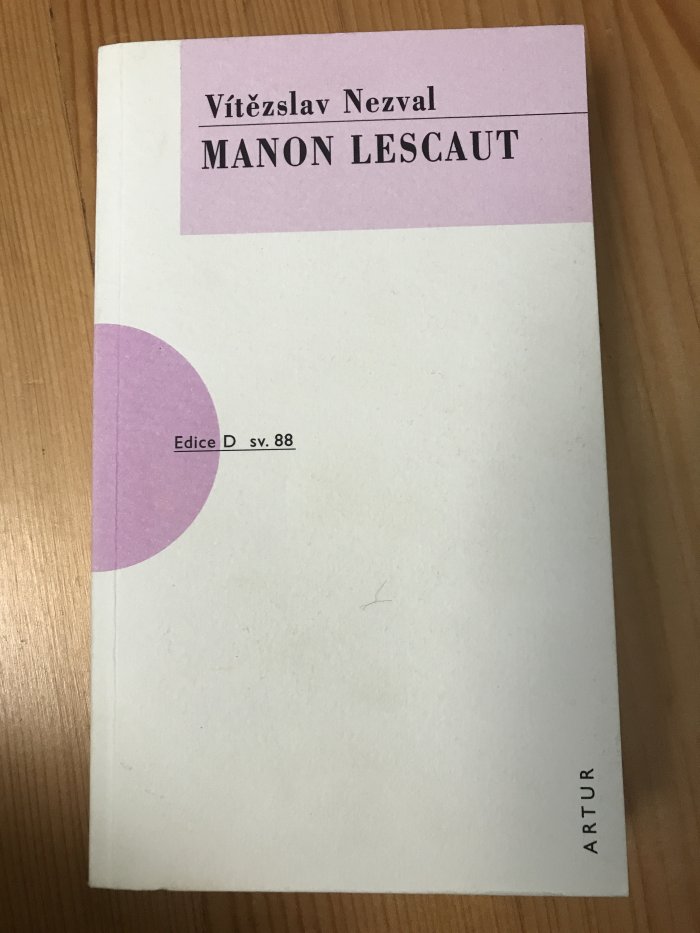 Vítězslav Nezval
MANON LESCAUT
Edice D sv. 88
ARTUR